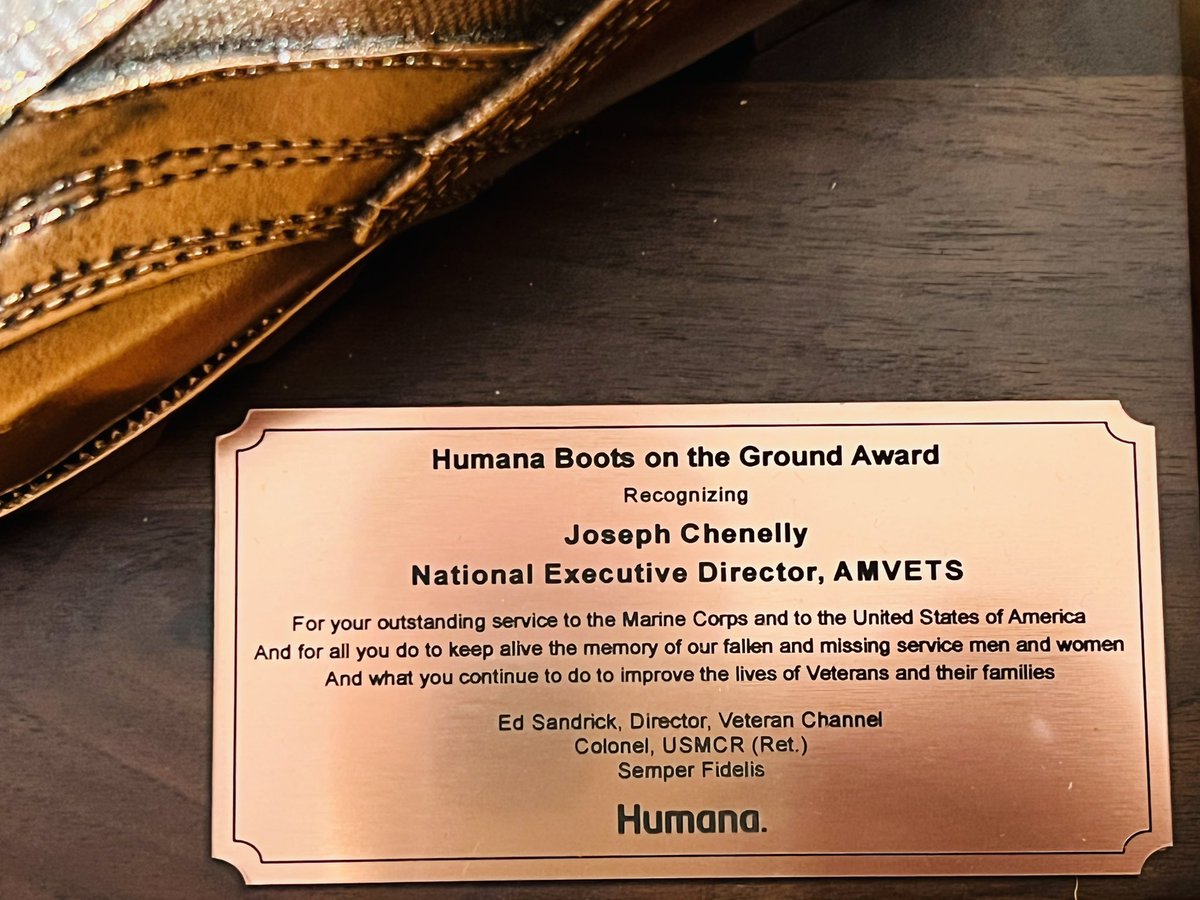 Humana Boots on the Ground Award
Recognizing
Joseph Chenelly
National Executive Director, AMVETS
For your outstanding service to the Marine Corps and to the United States of America
And for all you do to keep alive the memory of our fallen and missing service men and women
And what you continue to do to improve the lives of Veterans and their families
Ed Sandrick, Director, Veteran Channel
Colonel, USMCR (Ret.)
Semper Fidelis
Humana.